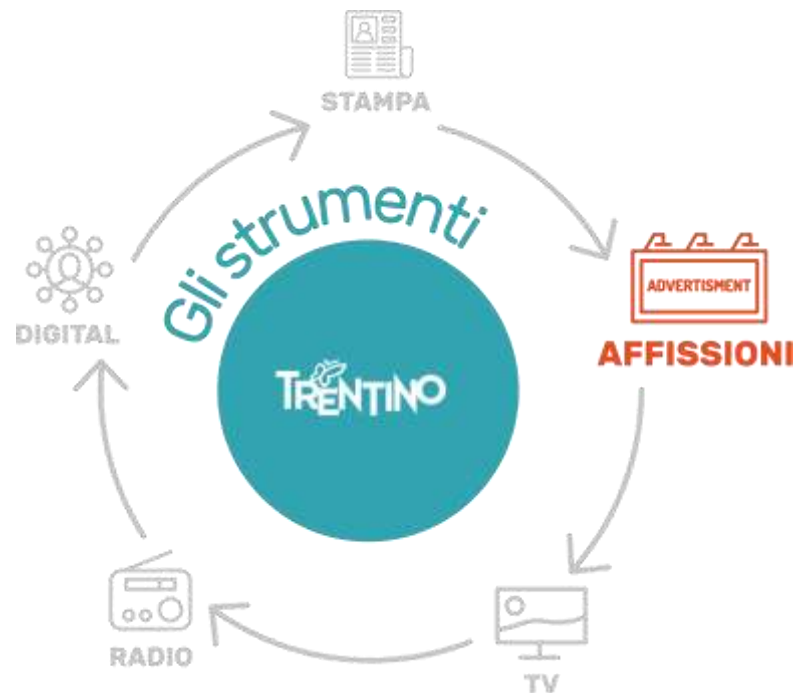 STAMPA
Gli strumenti
ADVERTISMENT
AFFISSIONI
DIGITAL
TRENTINO
RADIO
TV